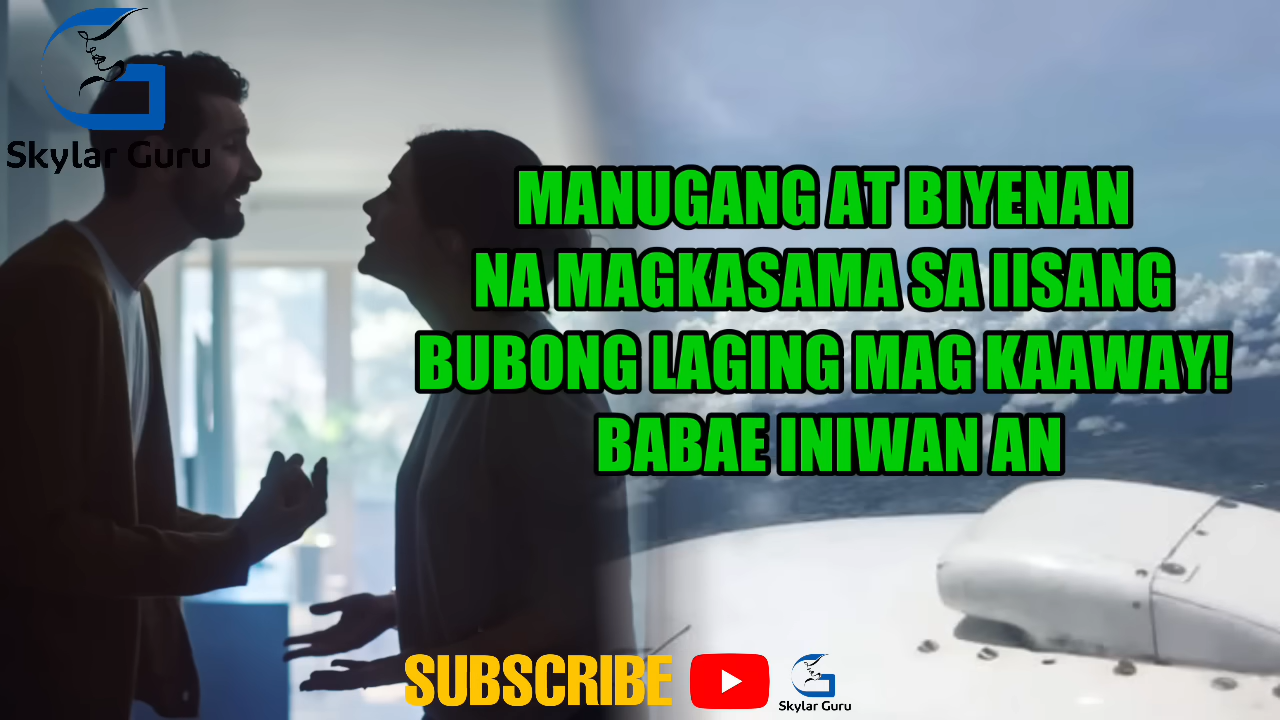 Skylar Guru
MANUGANG AT BIYENAN
NA MAGKASAMA SA IISANG
BUBONG LAGING MAG KAAWAY!
BABAE INIWAN AN
SUBSCRIBE
Skylar Guru